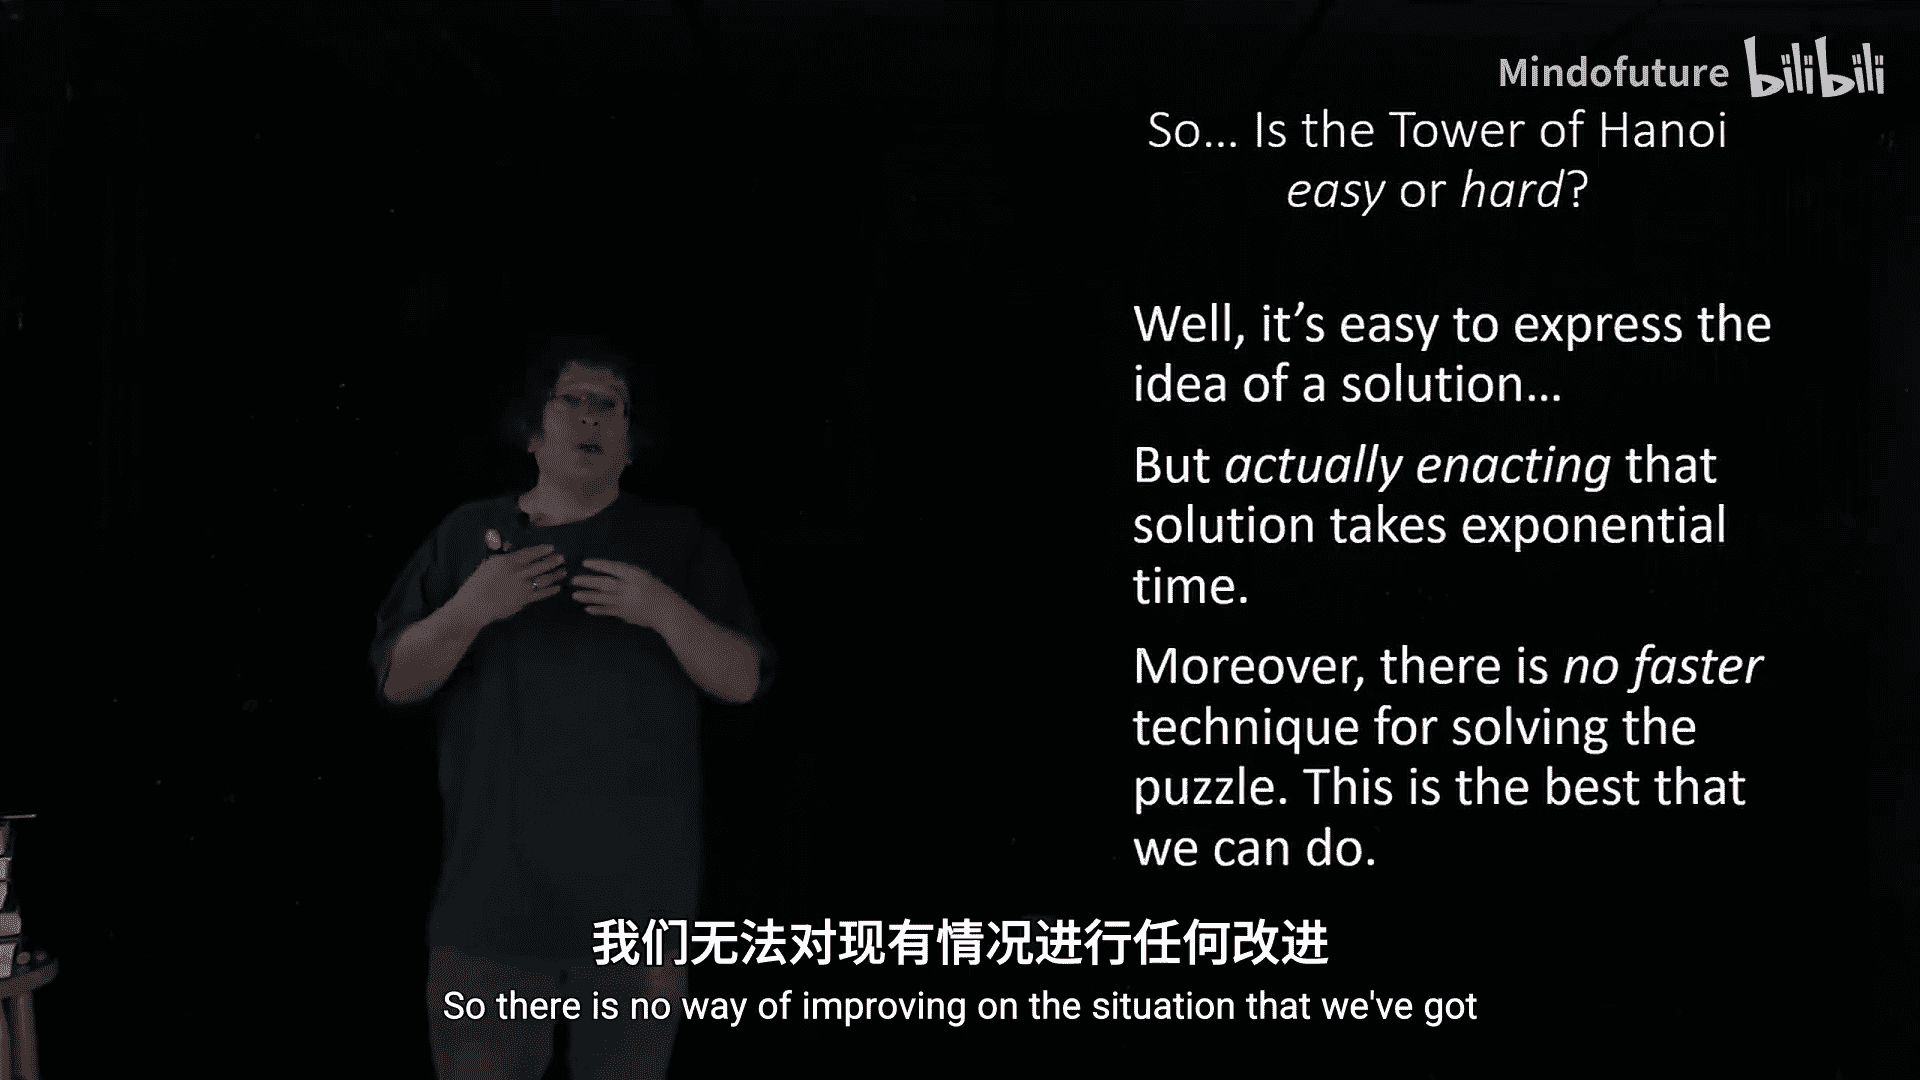 Mindofuture bilibili
So... Is the Tower of Hanoi
easy or hard?
Well, it’s easy to express the
idea of a solution...
But actually enacting that
solution takes exponential
time.
Moreover, there is no faster
technique for solving the
puzzle. This is the best that
we can do.
我们无法对现有情况进行任何改进
So there is no way of improving on the situation that we've got